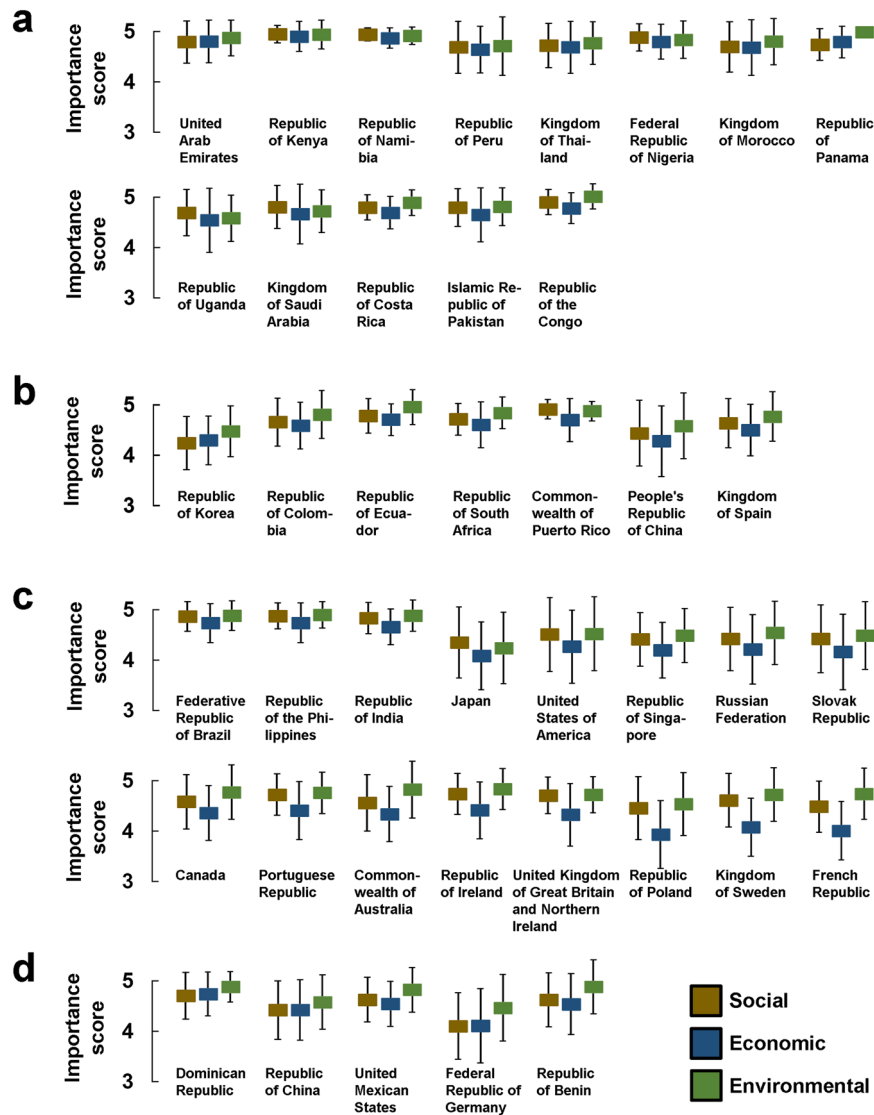 a
Importance
score
5
4
3
United
Arab
Emirates
Republic
of Kenya
Republic
of Nami-
bia
Republic
of Peru
Kingdom
of Thai-
land
Federal
Republic
of Nigeria
Kingdom
of Morocco
Republic
of
Panama
Importance
score
5
4
3
Republic
of Uganda
Kingdom
of Saudi
Arabia
Republic
of Costa
Rica
Islamic Re-
public of
Pakistan
Republic
of the
Congo
b
Importance
score
5
4
3
Republic
of Korea
Republic
of Colom-
bia
Republic
of Ecua-
dor
Republic
of South
Africa
Common-
wealth of
Puerto Rico
People's
Republic
of China
Kingdom
of Spain
c
Importance
score
5
4
3
Federative
Republic
of Brazil
Republic
of the Phi-
lippines
Republic
of India
Japan
United
States of
America
Republic
of Singa-
pore
Russian
Federation
Slovak
Republic
Importance
score
5
4
3
Canada
Portuguese
Republic
Common-
wealth of
Australia
Republic
of Ireland
United Kingdom
of Great Britain
and Northern
Ireland
Republic
of Poland
Kingdom
of Sweden
French
Republic
d
Importance
score
5
4
3
Dominican
Republic
Republic
of China
United
Mexican
States
Federal
Republic of
Germany
Republic
of Benin
Social
Economic
Environmental